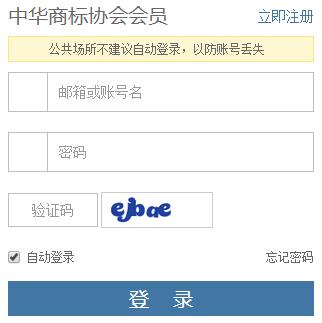 中华商标协会会员 立即注册
公共场所不建议自动登录，以防账号丢失
邮箱或账号名
密码
验证码 ejbae
自动登录 忘记密码
登 录